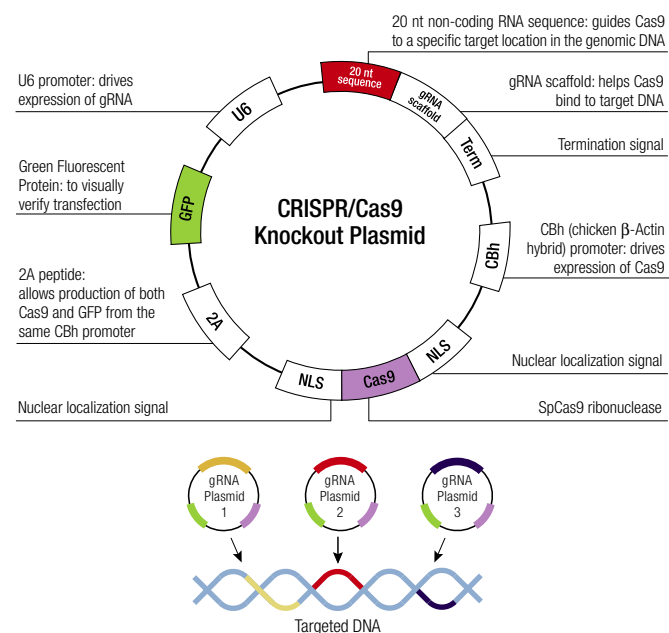 20 nt non-coding RNA sequence: guides Cas9
to a specific target location in the genomic DNA
U6 promoter: drives
expression of gRNA
20 nt
sequence
gRNA
scaffold
gRNA scaffold: helps Cas9
bind to target DNA
U6
Term
Termination signal
Green Fluorescent
Protein: to visually
verify transfection
GFP
CRISPR/Cas9
Knockout Plasmid
CBh
CBh (chicken β-Actin
hybrid) promoter: drives
expression of Cas9
2A peptide:
allows production of both
Cas9 and GFP from the
same CBh promoter
2A
NLS
Cas9
NLS
Nuclear localization signal
Nuclear localization signal
SpCas9 ribonuclease
gRNA
Plasmid
1
gRNA
Plasmid
2
gRNA
Plasmid
3
Targeted DNA